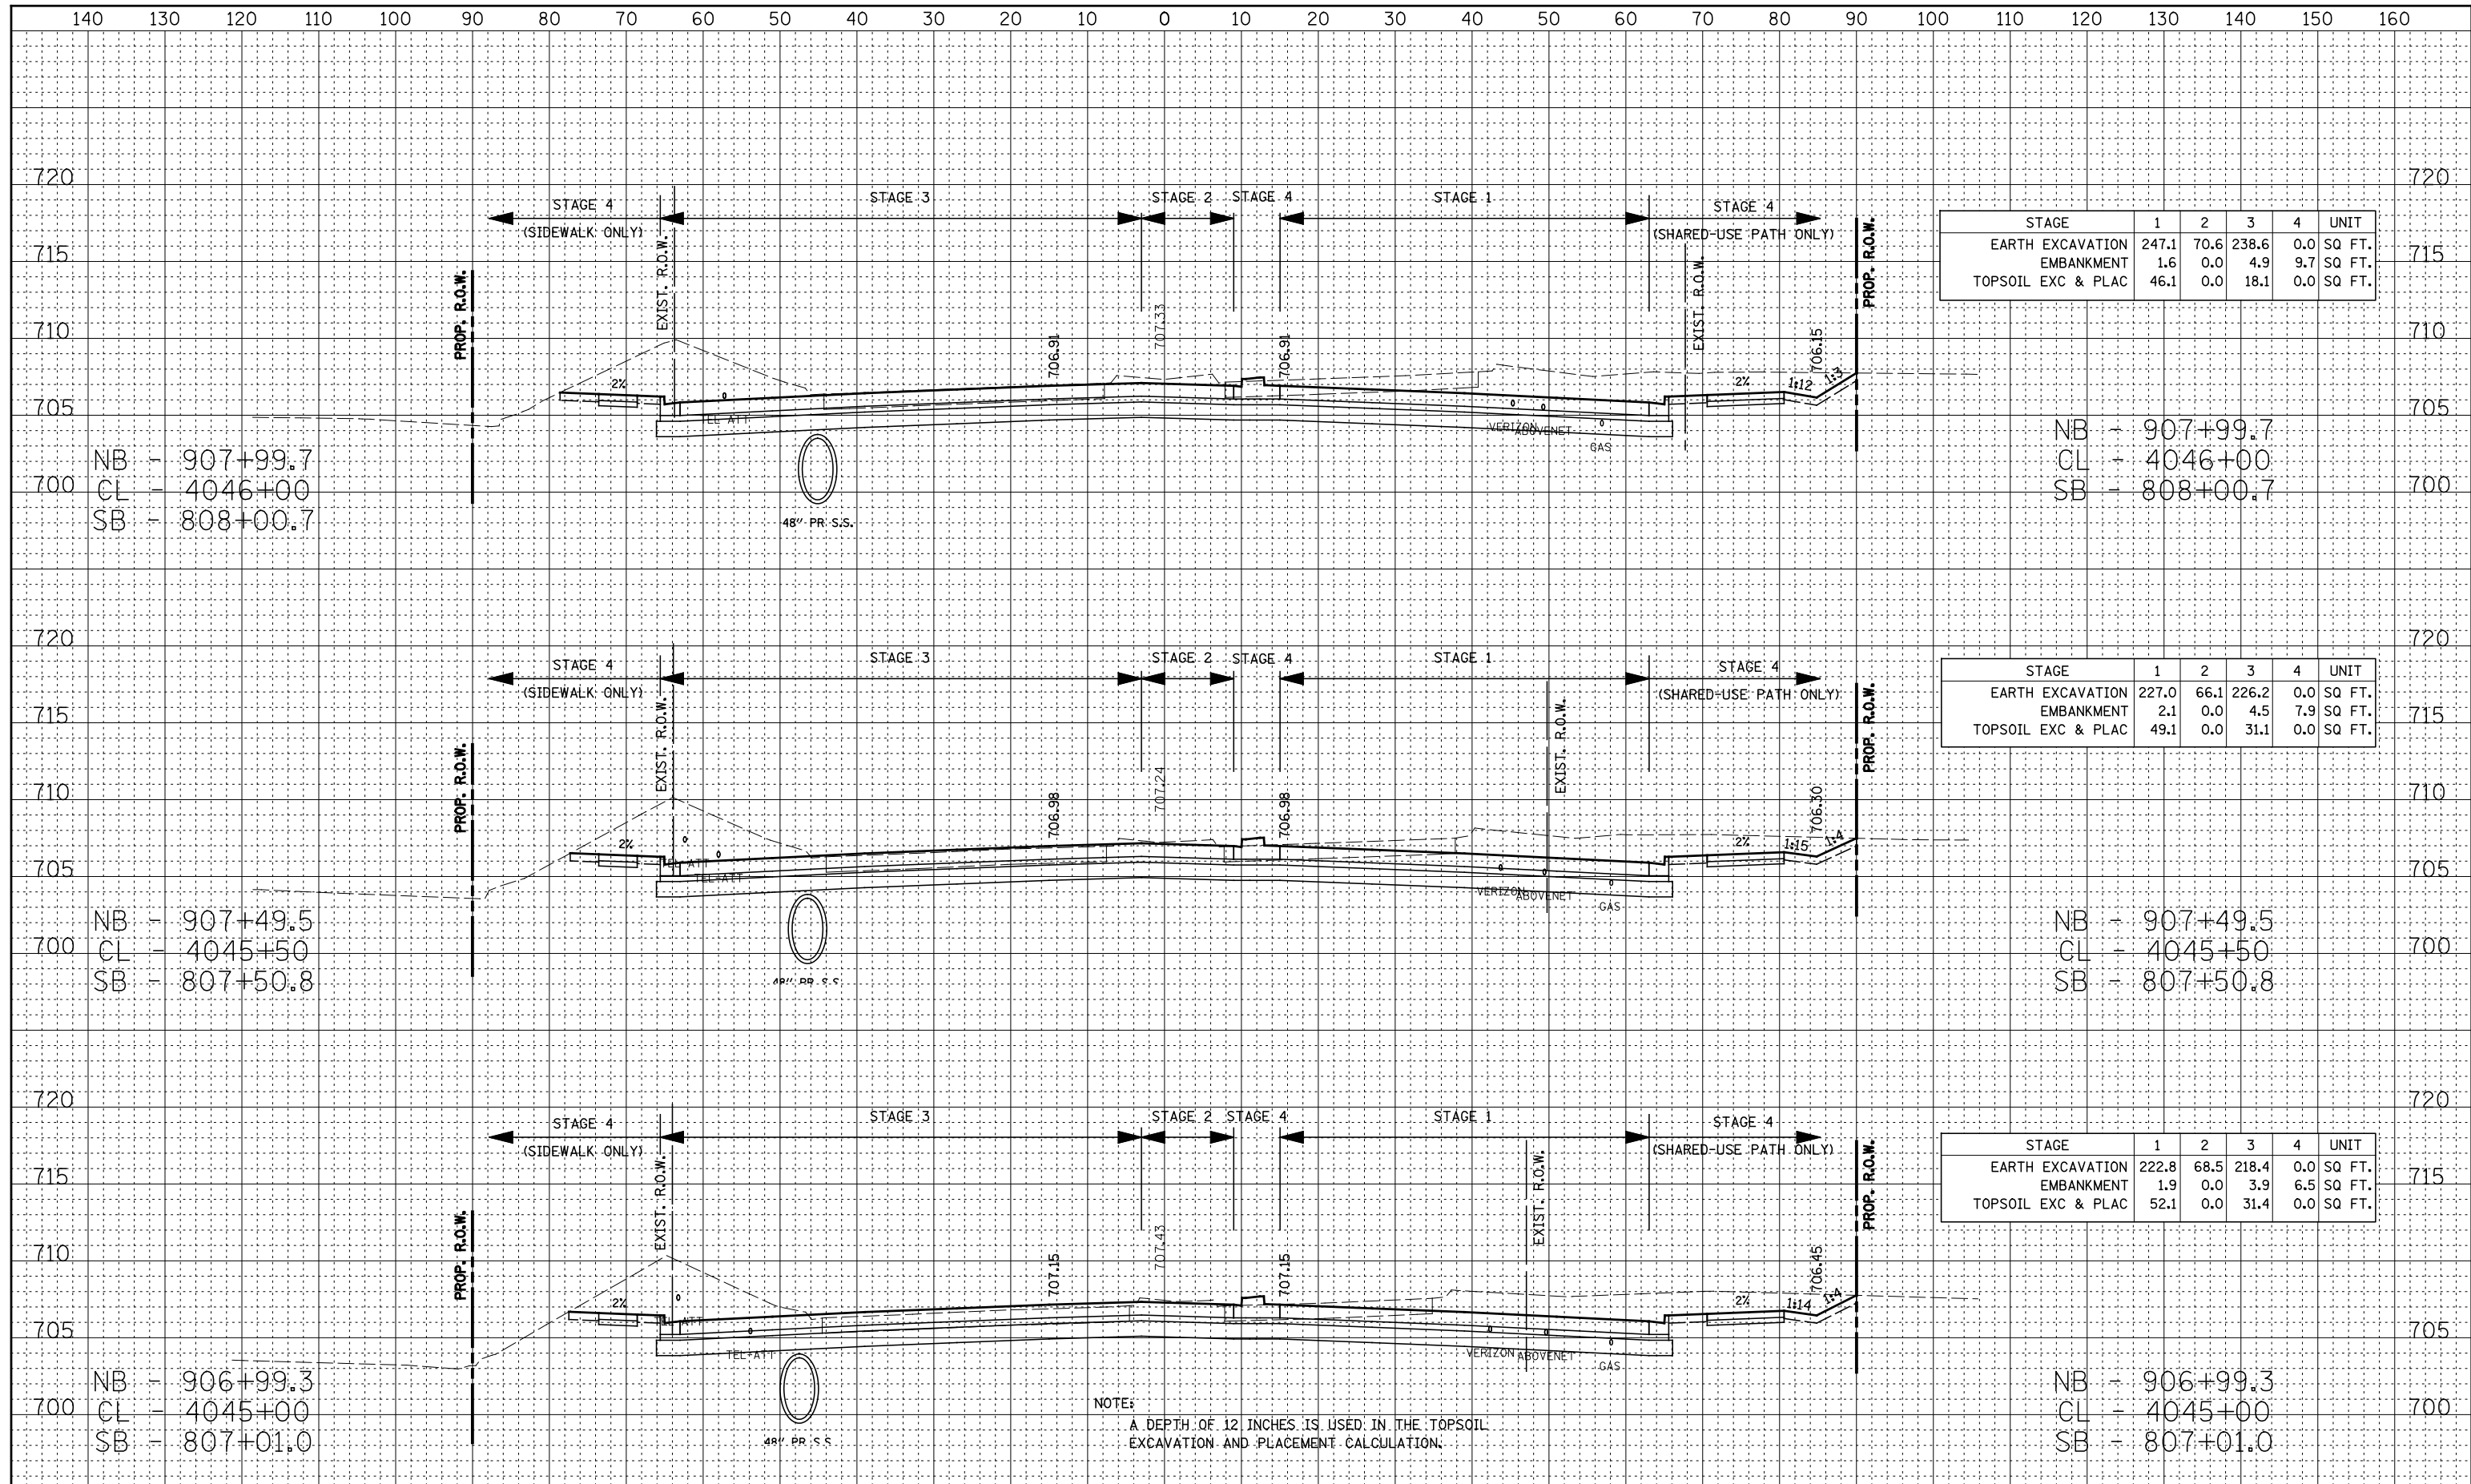 140 130 120 110 100 90 80 70 60 50 40 30 20 10 0 10 20 30 40 50 60 70 80 90 100 110 120 130 140 150 160
720 720
STAGE 4 STAGE 3 STAGE 2 STAGE 4 STAGE 1 STAGE 4
(SIDEWALK ONLY) (SHARED-USE PATH ONLY)
STAGE 1 2 3 4 UNIT
EARTH EXCAVATION 247.1 70.6 238.6 0.0 SQ FT.
EMBANKMENT 1.6 0.0 4.9 9.7 SQ FT.
TOPSOIL EXC & PLAC 46.1 0.0 18.1 0.0 SQ FT.
715 715
PROP. R.O.W. EXIST. R.O.W. EXIST. R.O.W. PROP. R.O.W.
710 710
706.91 707.33 706.91 706.15
2% 2% 1:12 1:3
705 705
TEL-ATT VERIZON ABOVENET GAS
NB - 907+99.7 NB - 907+99.7
700 CL - 4046+00 CL - 4046+00 700
SB - 808+00.7 SB - 808+00.7
48" PR S.S.
720 720
STAGE 4 STAGE 3 STAGE 2 STAGE 4 STAGE 1 STAGE 4
(SIDEWALK ONLY) (SHARED-USE PATH ONLY)
STAGE 1 2 3 4 UNIT
EARTH EXCAVATION 227.0 66.1 226.2 0.0 SQ FT.
EMBANKMENT 2.1 0.0 4.5 7.9 SQ FT.
TOPSOIL EXC & PLAC 49.1 0.0 31.1 0.0 SQ FT.
715 715
PROP. R.O.W. EXIST. R.O.W. EXIST. R.O.W. PROP. R.O.W.
710 710
706.98 707.24 706.98 706.30
2% 2% 1:15 1:4
705 705
TEL-ATT VERIZON ABOVENET GAS
NB - 907+49.5 NB - 907+49.5
700 CL - 4045+50 CL - 4045+50 700
SB - 807+50.8 SB - 807+50.8
48" PR S.S
720 720
STAGE 4 STAGE 3 STAGE 2 STAGE 4 STAGE 1 STAGE 4
(SIDEWALK ONLY) (SHARED-USE PATH ONLY)
STAGE 1 2 3 4 UNIT
EARTH EXCAVATION 222.8 68.5 218.4 0.0 SQ FT.
EMBANKMENT 1.9 0.0 3.9 6.5 SQ FT.
TOPSOIL EXC & PLAC 52.1 0.0 31.4 0.0 SQ FT.
715 715
PROP. R.O.W. EXIST. R.O.W. EXIST. R.O.W. PROP. R.O.W.
710 710
707.15 707.43 707.15 706.45
2% 2% 1:14 1:4
705 705
TEL-ATT VERIZON ABOVENET GAS
NB - 906+99.3 NB - 906+99.3
700 CL - 4045+00 CL - 4045+00 700
SB - 807+01.0 SB - 807+01.0
48" PR S.S
NOTE:
A DEPTH OF 12 INCHES IS USED IN THE TOPSOIL
EXCAVATION AND PLACEMENT CALCULATION.